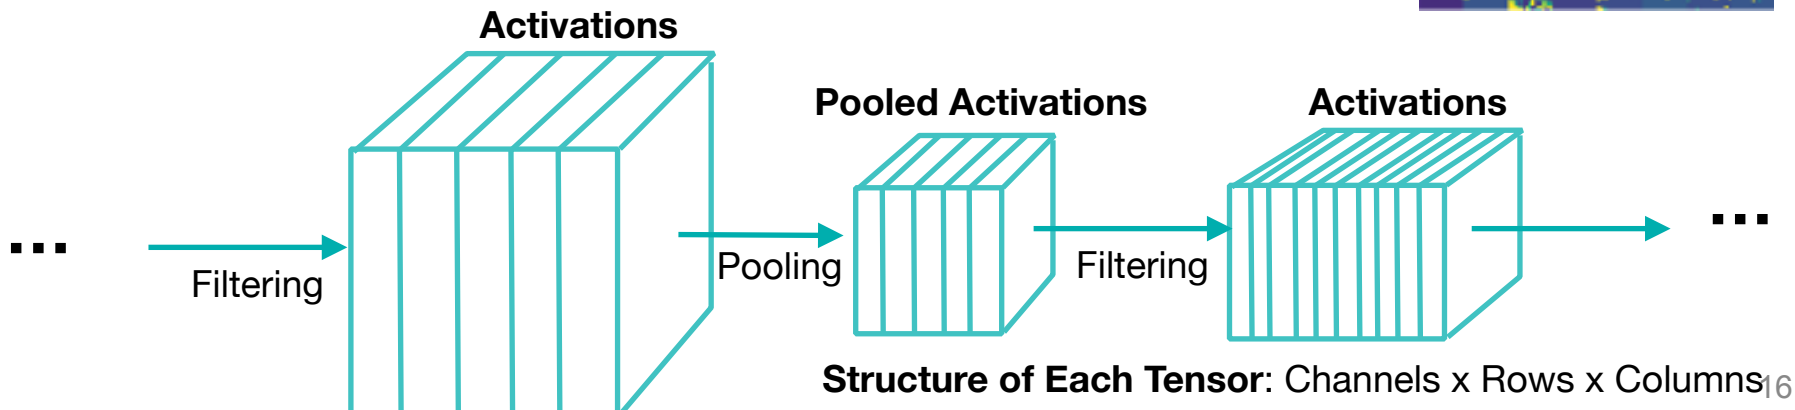 Activations
Pooled Activations
Activations
...
...
Filtering
Pooling
Filtering
Structure of Each Tensor: Channels x Rows x Columns
16